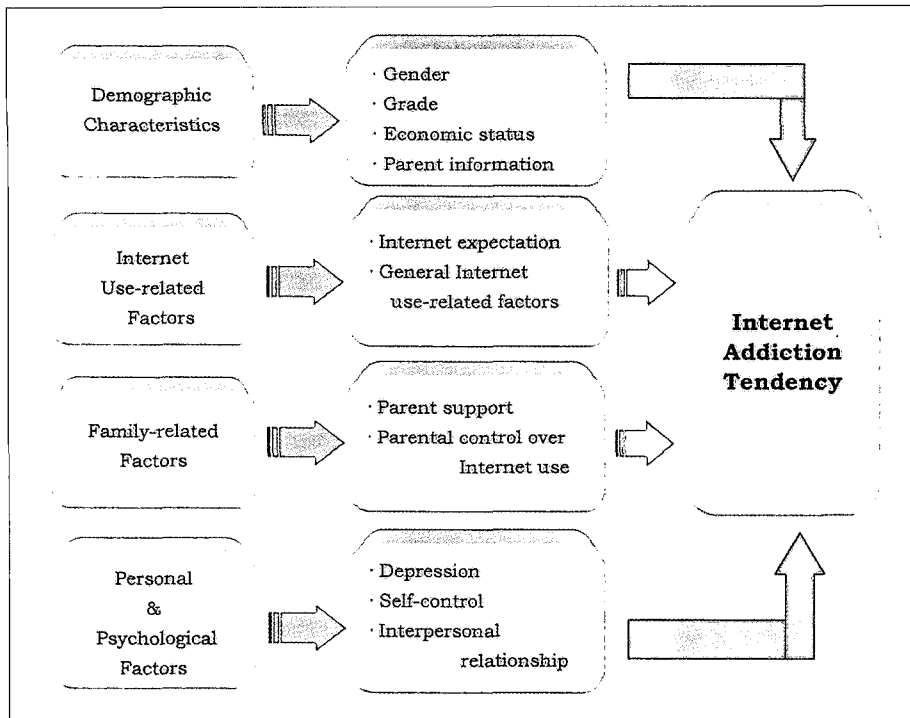 Demographic
Characteristics
· Gender
· Grade
· Economic status
· Parent information
Internet
Use-related
Factors
· Internet expectation
· General Internet
use-related factors
Family-related
Factors
· Parent support
· Parental control over
Internet use
Personal
&
Psychological
Factors
· Depression
· Self-control
· Interpersonal
relationship
Internet
Addiction
Tendency